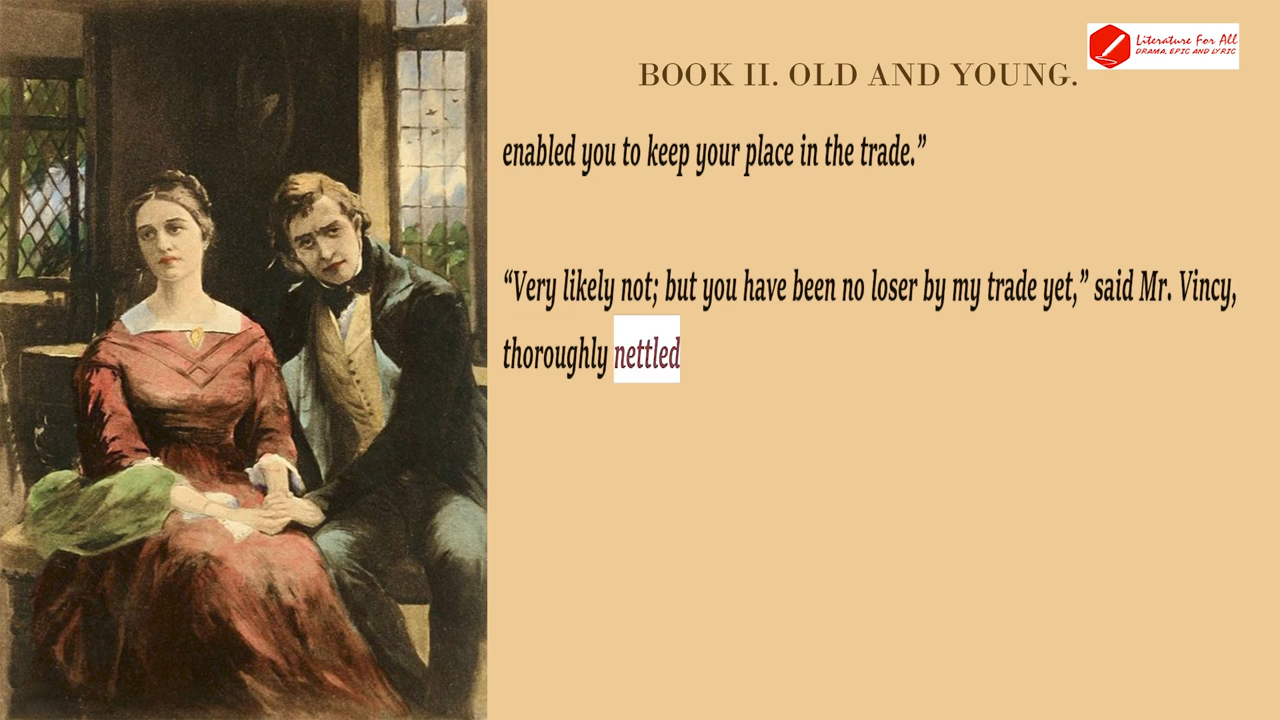 Literature For All
DRAMA, EPIC AND LYRIC
BOOK II. OLD AND YOUNG.
enabled you to keep your place in the trade.”
“Very likely not; but you have been no loser by my trade yet,” said Mr. Vincy,
thoroughly nettled